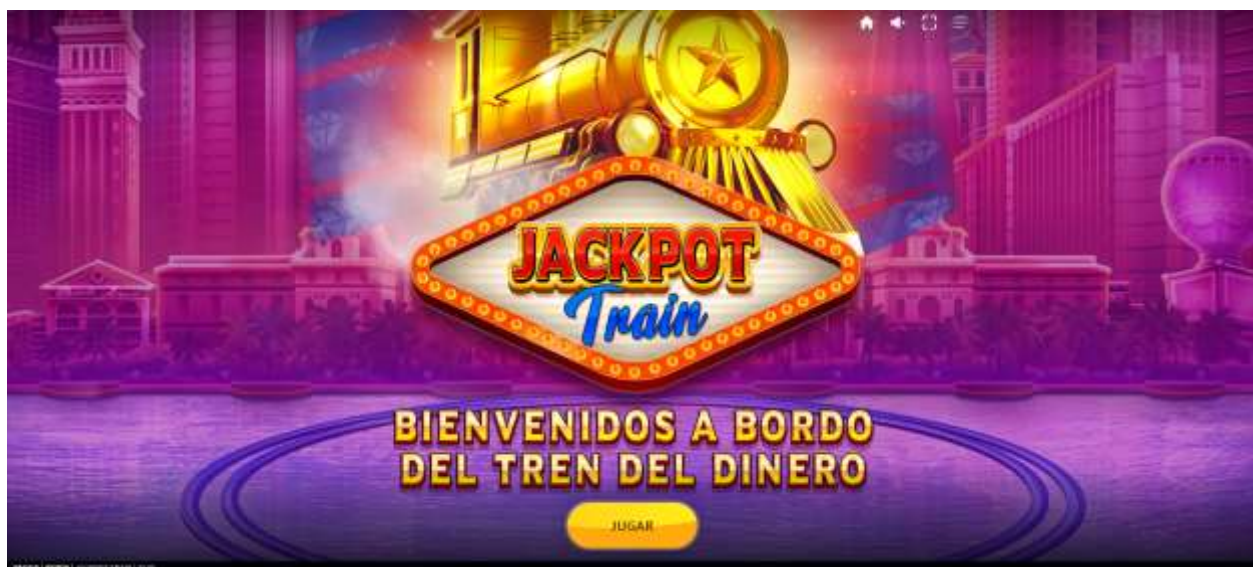 JACKPOT
Train
BIENVENIDOS A BORDO
DEL TREN DEL DINERO
JUGAR